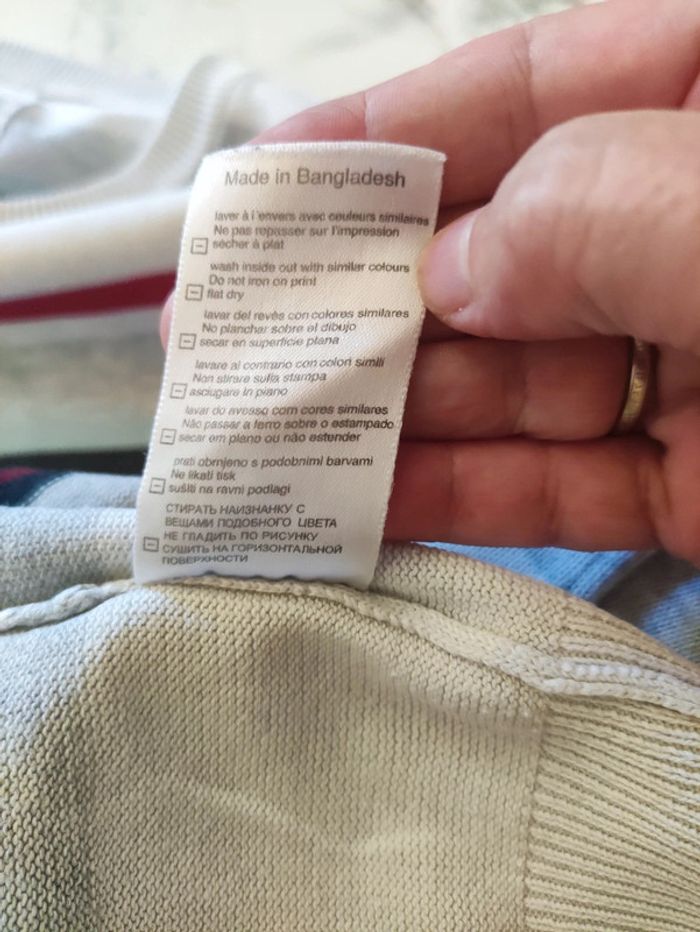 Made in Bangladesh
laver à l'envers avec couleurs similaires
Ne pas repasser sur l'impression
sécher à plat
wash inside out with similar colours
Do not iron on print
flat dry
lavar del revés con colores similares
No planchar sobre el dibujo
secar en superficie plana
lavare al contrario con colori simili
Non stirare sulla stampa
asciugare in piano
lavar do avesso com cores similares
Não passar a ferro sobre o estampado
secar em plano ou não estender
prati obrnjeno s podobnimi barvami
Ne likati tisk
sušiti na ravni podlagi
СТИРАТЬ НАИЗНАНКУ С
ВЕЩАМИ ПОДОБНОГО ЦВЕТА
НЕ ГЛАДИТЬ ПО РИСУНКУ
СУШИТЬ НА ГОРИЗОНТАЛЬНОЙ
ПОВЕРХНОСТИ